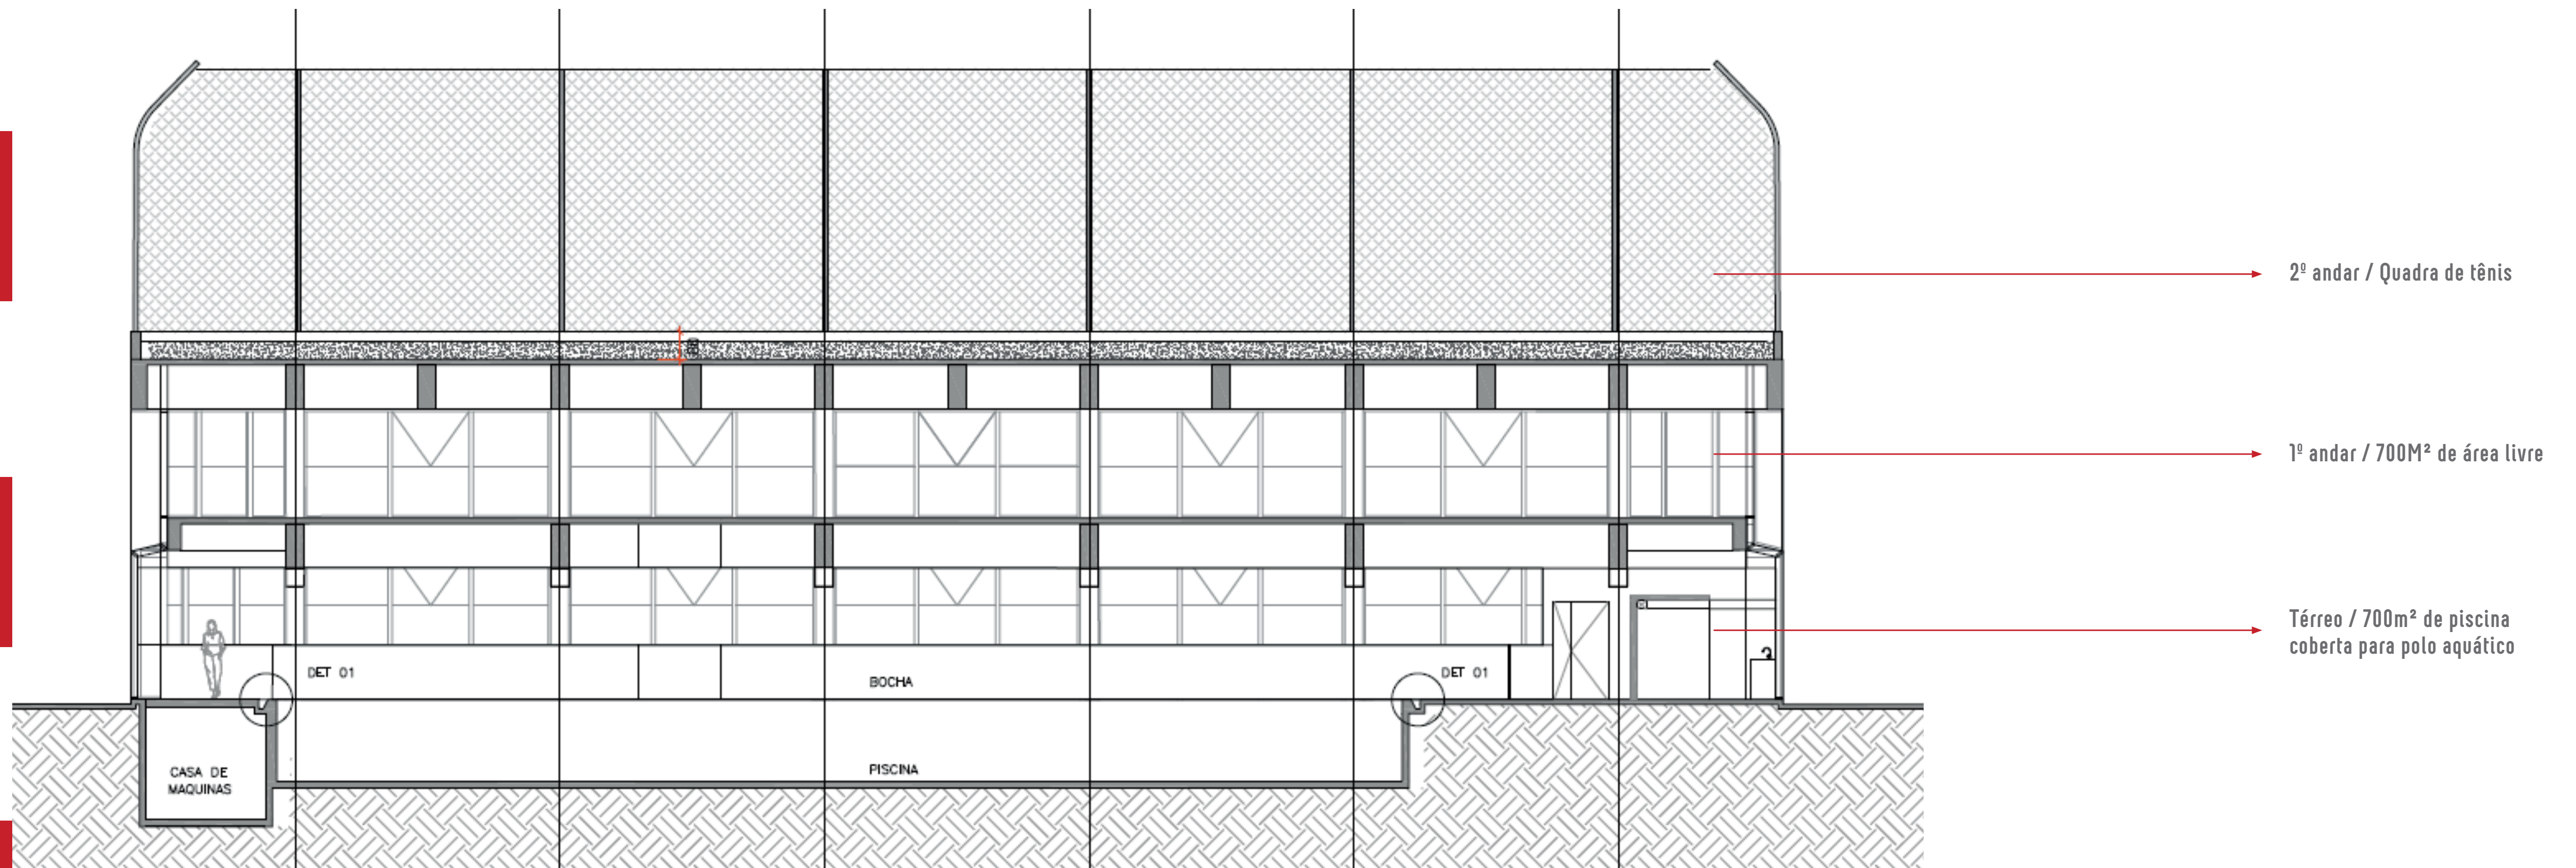 2º andar / Quadra de tênis
1º andar / 700M² de área livre
Térreo / 700m² de piscina
coberta para polo aquático
DET 01
BOCHA
DET 01
PISCINA
CASA DE
MAQUINAS